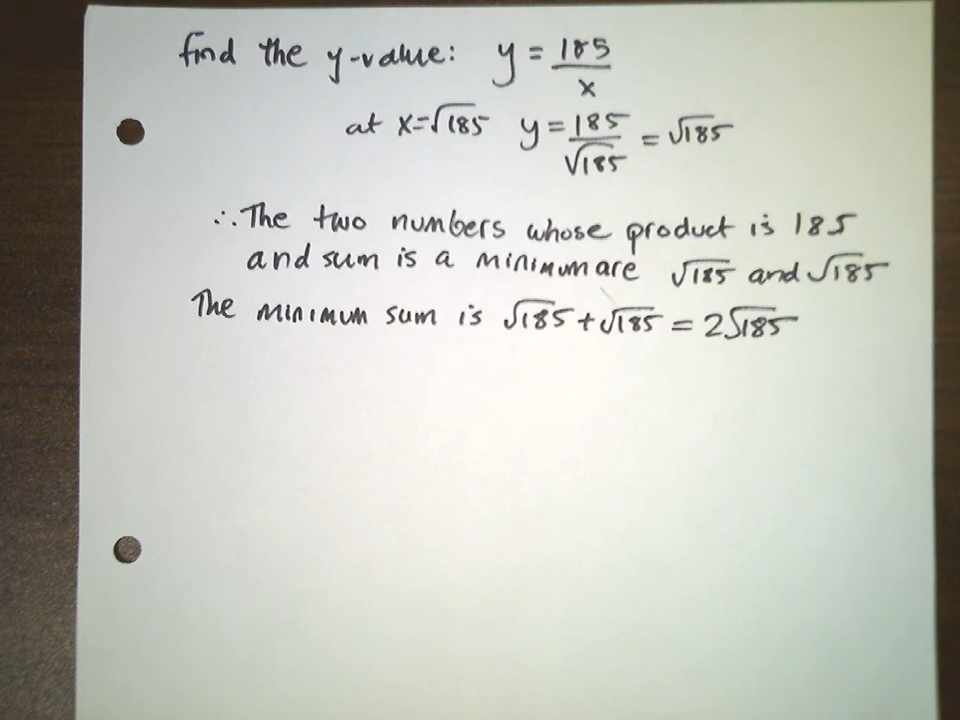 find the y-value: y = 185/x
at x=√185 y = 185/√185 = √185
∴ The two numbers whose product is 185
and sum is a minimum are √185 and √185
The minimum sum is √185 + √185 = 2√185